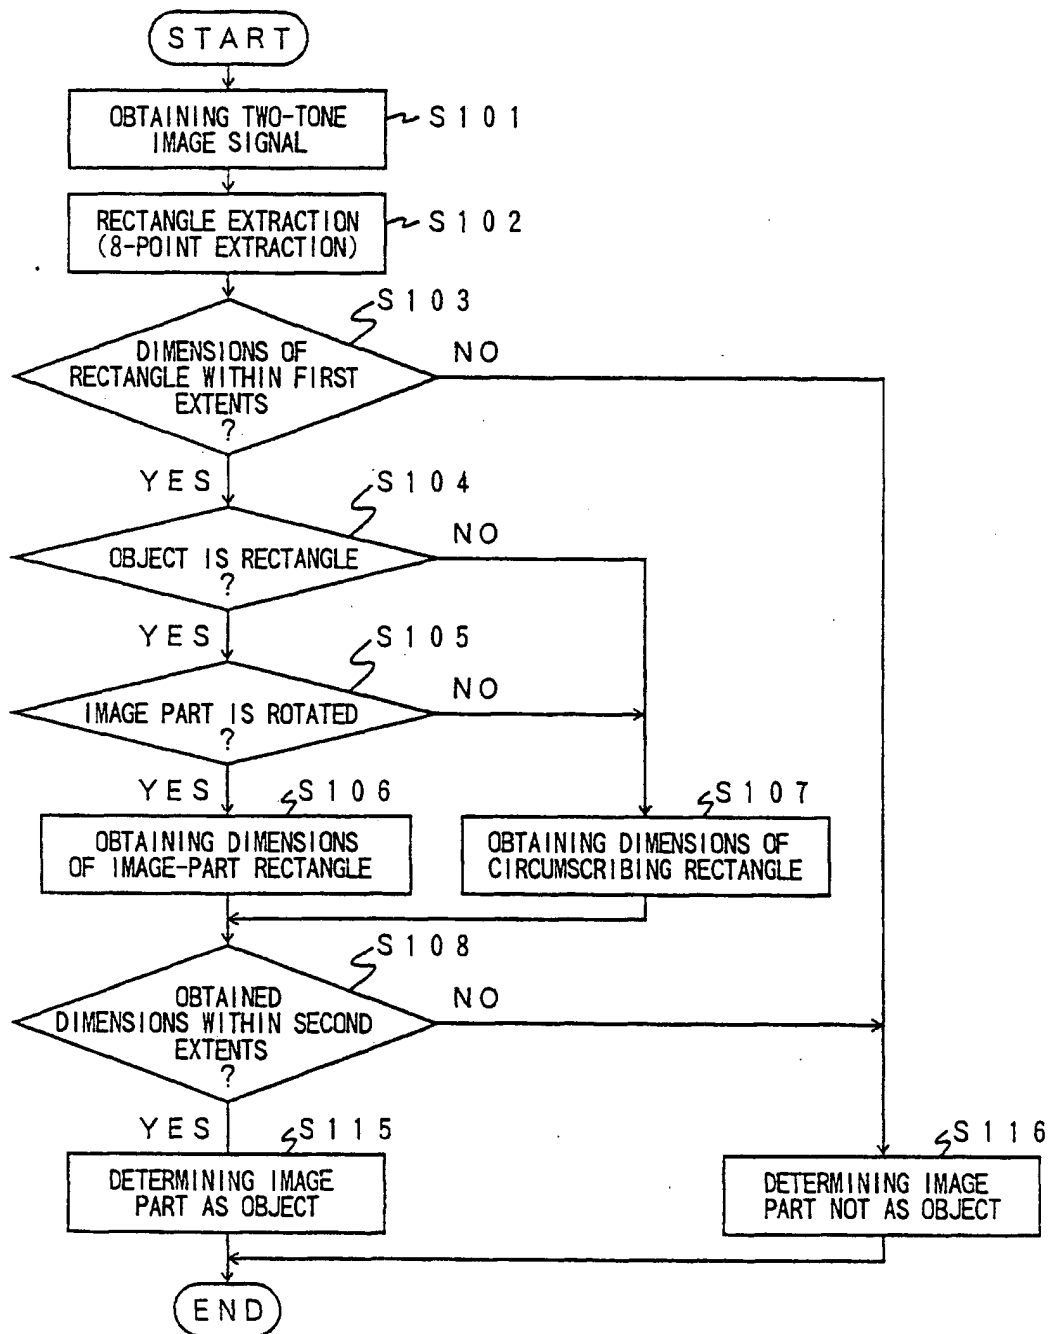 START
OBTAINING TWO-TONE
IMAGE SIGNAL
S101
RECTANGLE EXTRACTION
(8-POINT EXTRACTION)
S102
S103
DIMENSIONS OF
RECTANGLE WITHIN FIRST
EXTENTS
?
NO
YES
S104
OBJECT IS RECTANGLE
?
NO
YES
S105
IMAGE PART IS ROTATED
?
NO
YES
S106
OBTAINING DIMENSIONS
OF IMAGE-PART RECTANGLE
S107
OBTAINING DIMENSIONS OF
CIRCUMSCRIBING RECTANGLE
S108
OBTAINED
DIMENSIONS WITHIN SECOND
EXTENTS
?
NO
YES
S115
DETERMINING IMAGE
PART AS OBJECT
S116
DETERMINING IMAGE
PART NOT AS OBJECT
END